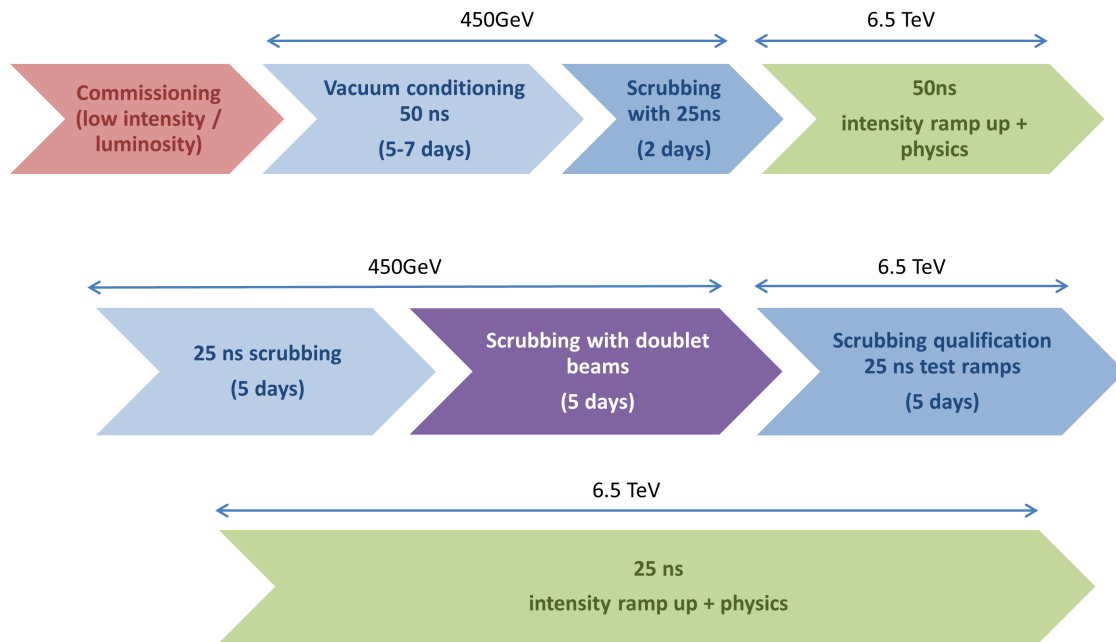 450GeV
6.5 TeV
Commissioning
(low intensity /
luminosity)
Vacuum conditioning
50 ns
(5-7 days)
Scrubbing
with 25ns
(2 days)
50ns
intensity ramp up +
physics
450GeV
6.5 TeV
25 ns scrubbing
(5 days)
Scrubbing with doublet
beams
(5 days)
Scrubbing qualification
25 ns test ramps
(5 days)
6.5 TeV
25 ns
intensity ramp up + physics